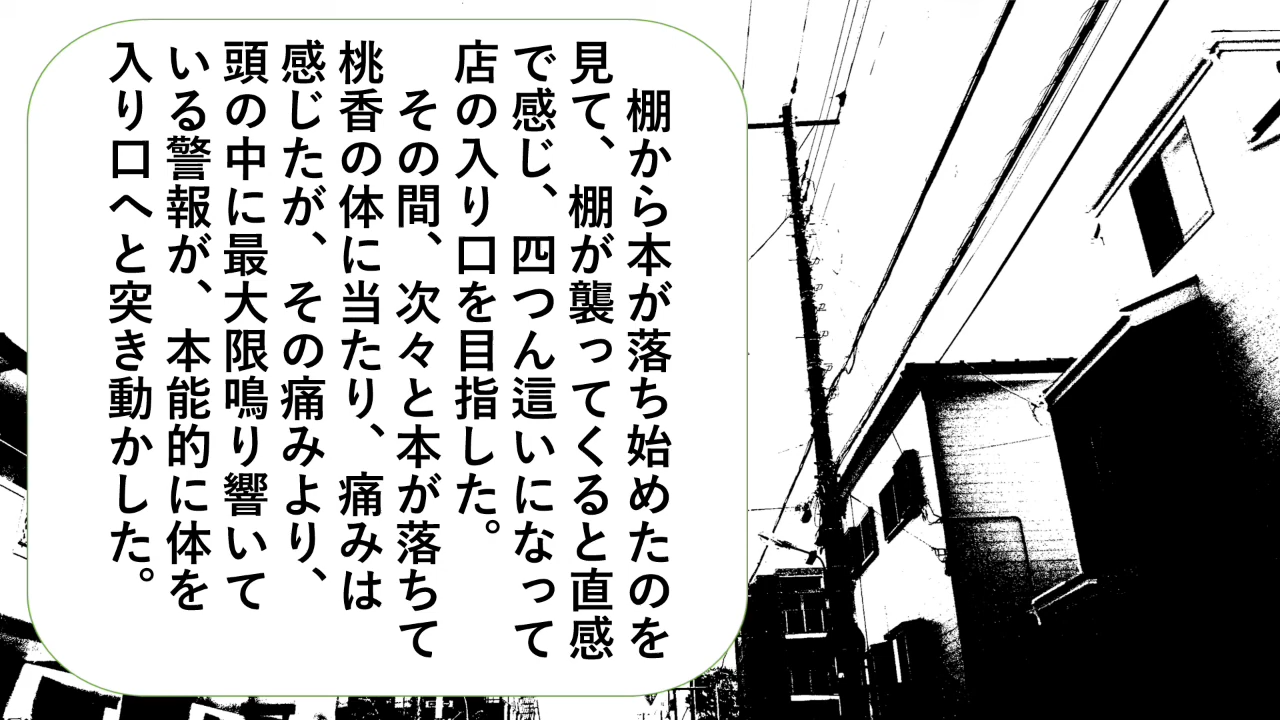 棚から本が落ち始めたのを
見て、棚が襲ってくると直感
で感じ、四つん這いになって
店の入り口を目指した。
　その間、次々と本が落ちて
桃香の体に当たり、痛みは
感じたが、その痛みより、
頭の中に最大限鳴り響いて
いる警報が、本能的に体を
入り口へと突き動かした。